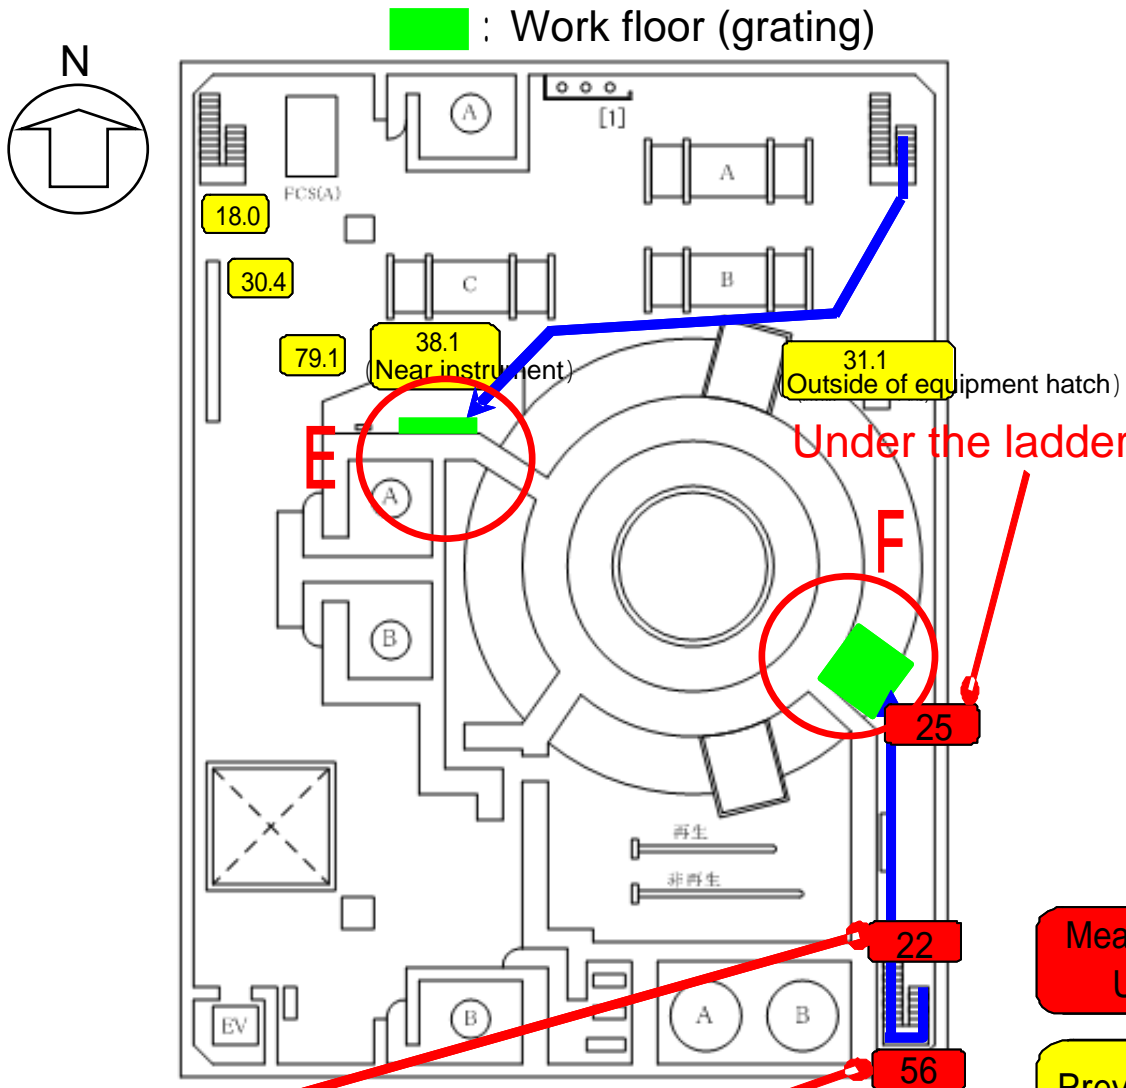 : Work floor (grating)
N
A
[1]
FCS(A)
A
18.0
30.4
C
B
79.1
38.1
(Near instrument)
31.1
(Outside of equipment hatch)
Under the ladder
E
A
F
B
25
再生
非再生
22
Mea
U
EV
B
A
B
56
Prev